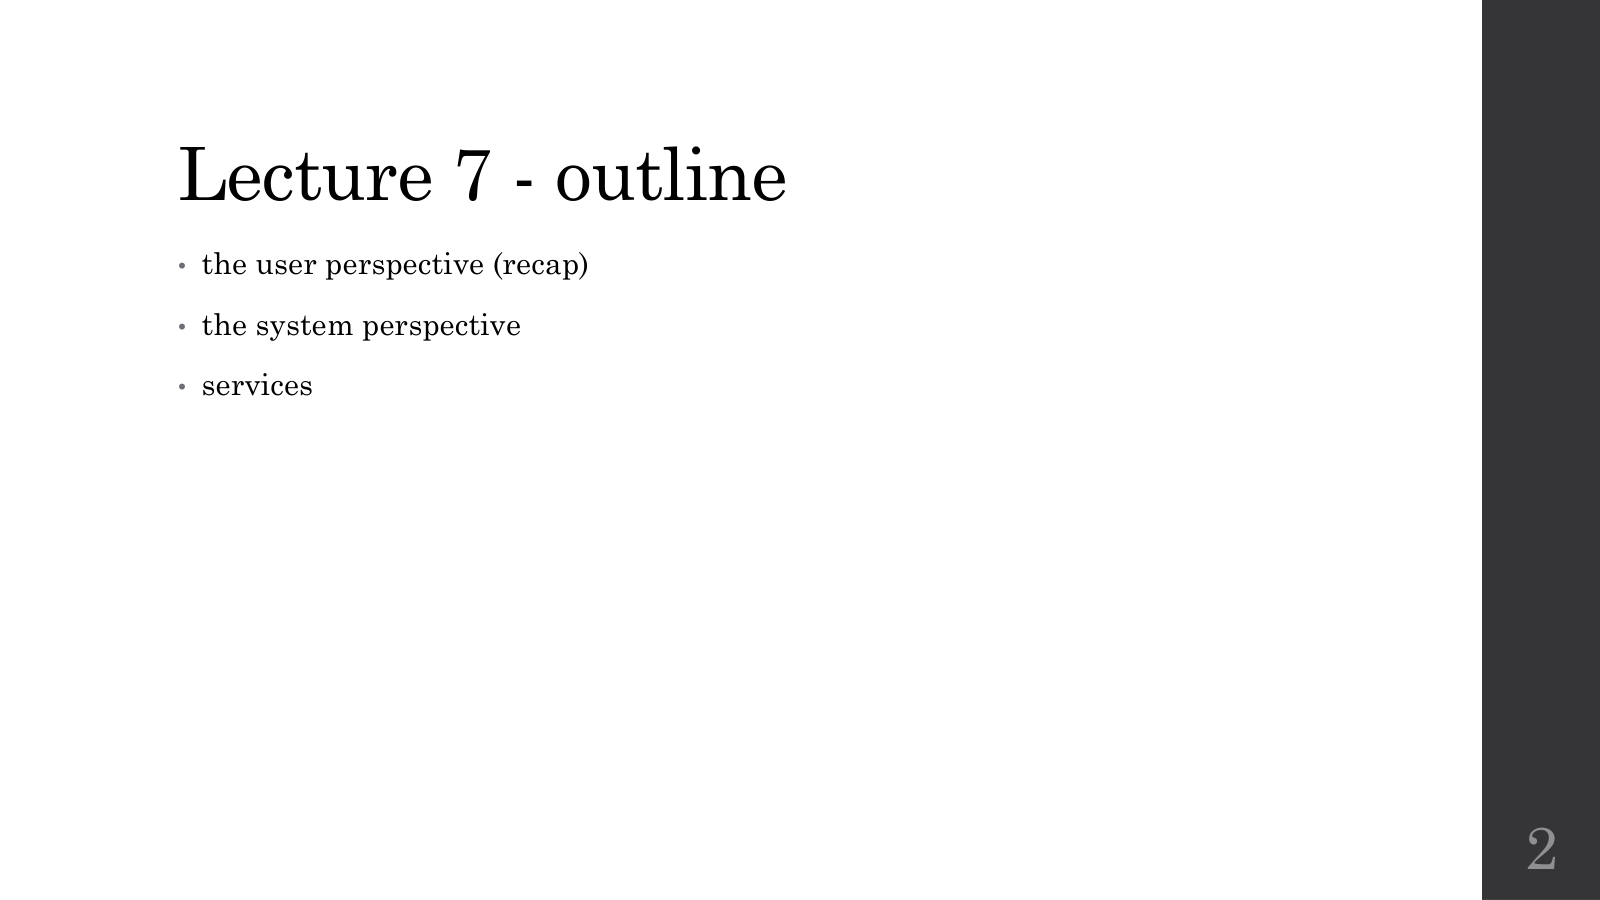 Lecture 7 - outline
• the user perspective (recap)
• the system perspective
• services
2